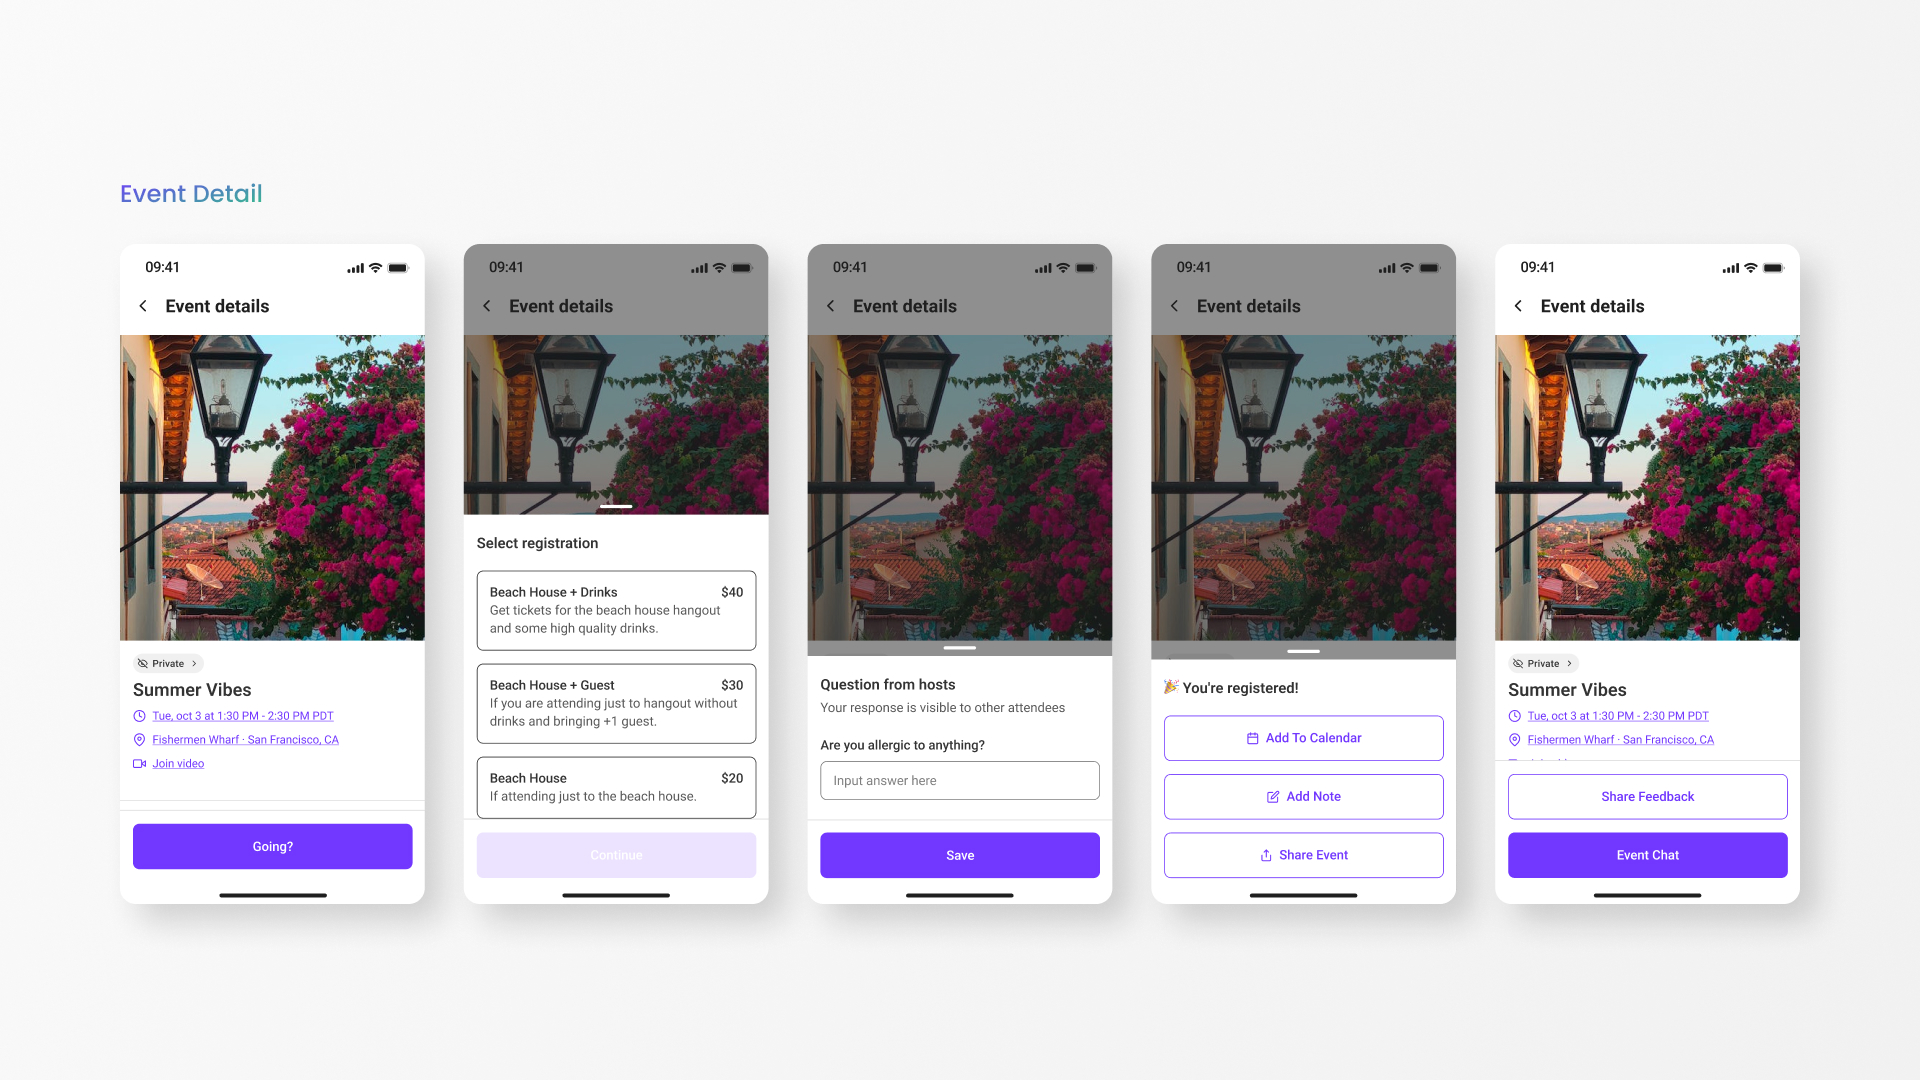 Event Detail
09:41
Event details
Private
Summer Vibes
Tue, oct 3 at 1:30 PM - 2:30 PM PDT
Fishermen Wharf · San Francisco, CA
Join video
Going?
09:41
Event details
Select registration
Beach House + Drinks $40
Get tickets for the beach house hangout
and some high quality drinks.
Beach House + Guest $30
If you are attending just to hangout without
drinks and bringing +1 guest.
Beach House $20
If attending just to the beach house.
Continue
09:41
Event details
Question from hosts
Your response is visible to other attendees
Are you allergic to anything?
Input answer here
Save
09:41
Event details
You're registered!
Add To Calendar
Add Note
Share Event
09:41
Event details
Private
Summer Vibes
Tue, oct 3 at 1:30 PM - 2:30 PM PDT
Fishermen Wharf · San Francisco, CA
Share Feedback
Event Chat